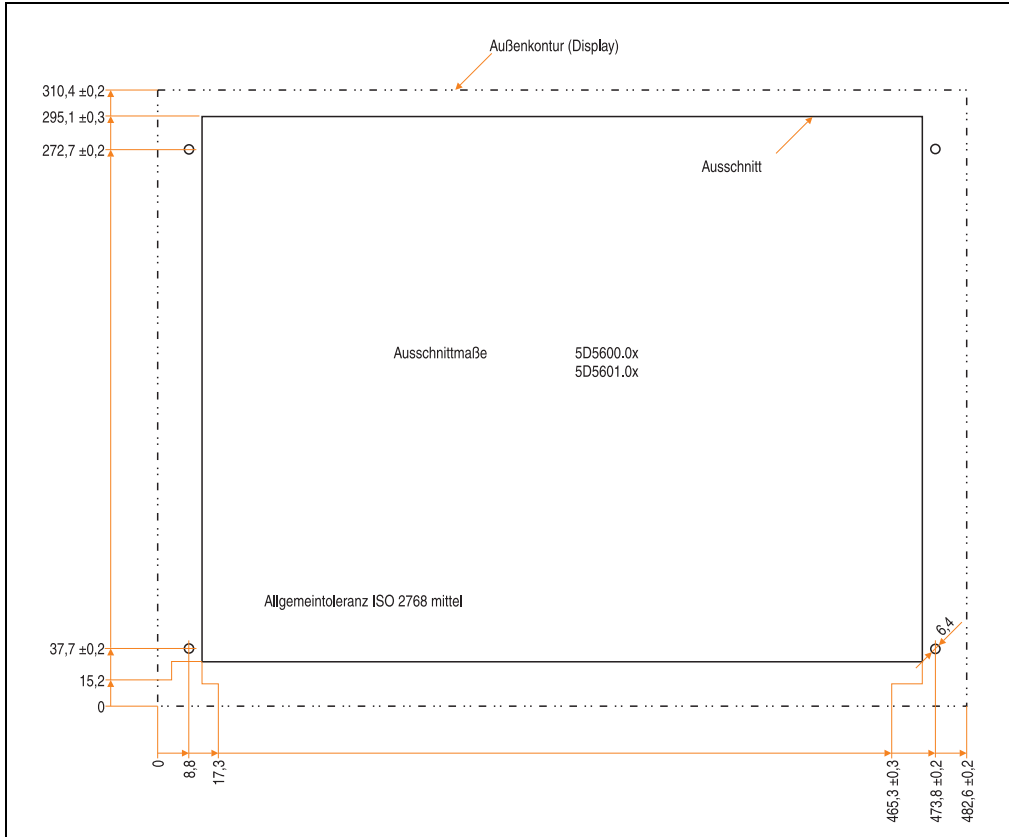 Außenkontur (Display)
310,4 ±0,2
295,1 ±0,3
272,7 ±0,2
Ausschnitt
Ausschnittmaße 5D5600.0x
5D5601.0x
Allgemeintoleranz ISO 2768 mittel
6,4
37,7 ±0,2
15,2
0
0
8,8
17,3
465,3 ±0,3
473,8 ±0,2
482,6 ±0,2